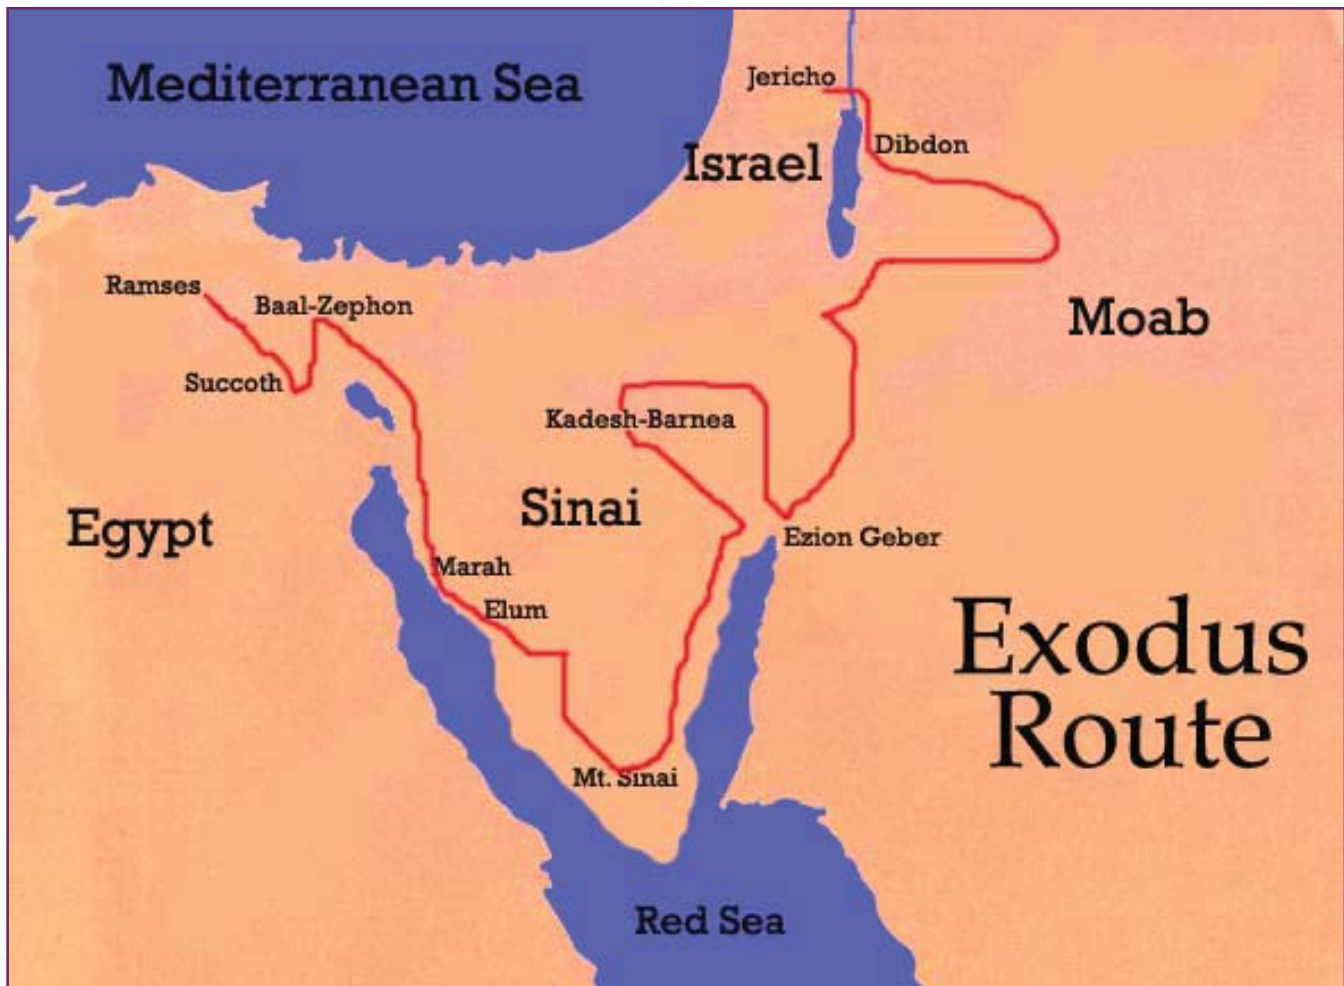 Mediterranean Sea
Jericho
Dibdon
Israel
Ramses
Baal-Zephon
Moab
Succoth
Kadesh-Barnea
Sinai
Egypt
Ezion Geber
Marah
Elum
Exodus
Route
Mt. Sinai
Red Sea